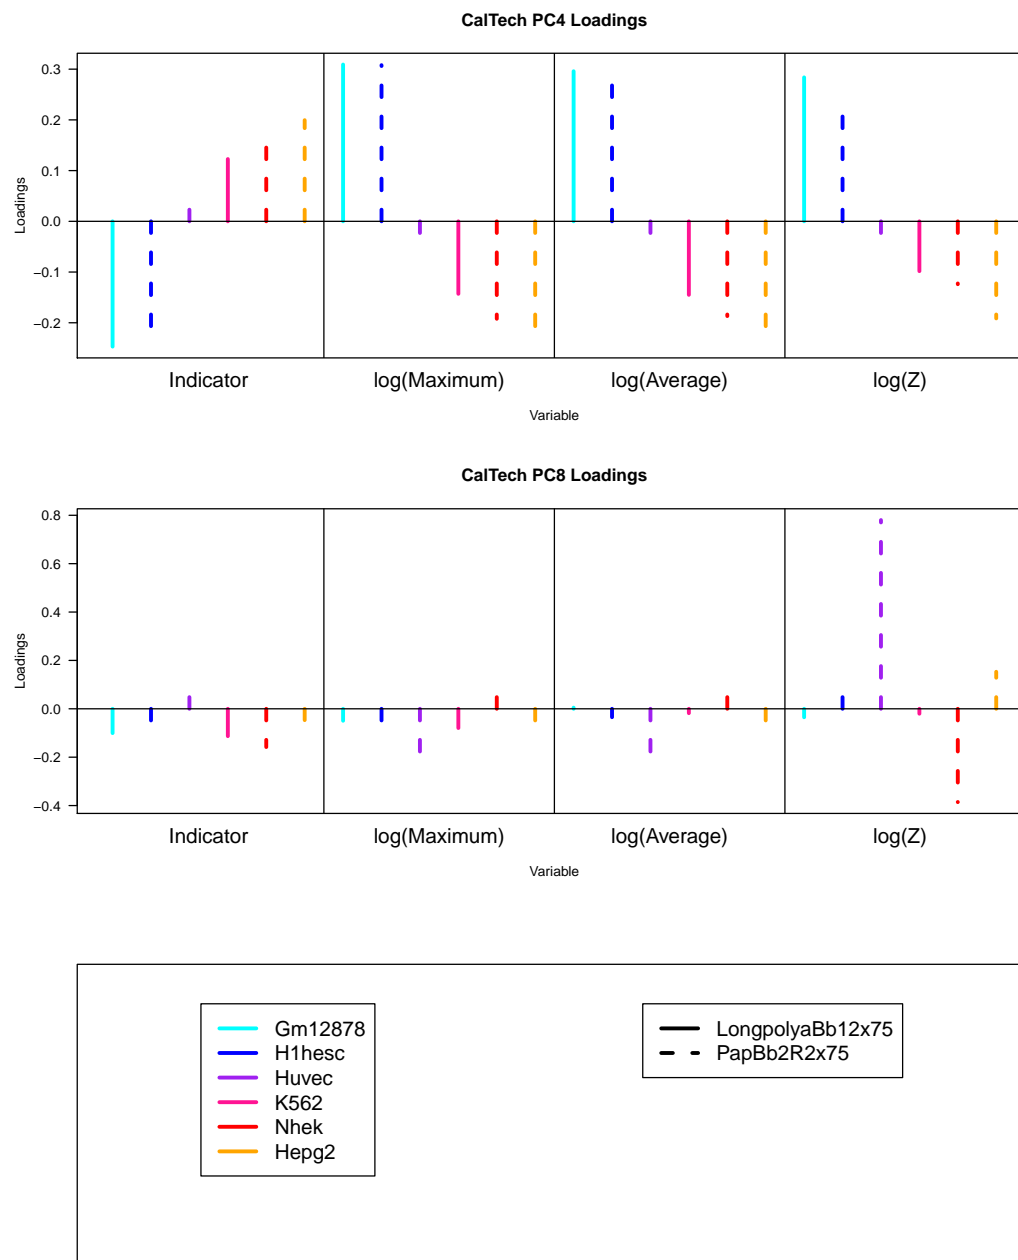 CalTech PC4 Loadings
Loadings
0.3
0.2
0.1
0.0
−0.1
−0.2
Indicator log(Maximum) log(Average) log(Z)
Variable
CalTech PC8 Loadings
Loadings
0.8
0.6
0.4
0.2
0.0
−0.2
−0.4
Indicator log(Maximum) log(Average) log(Z)
Variable
Gm12878
H1hesc
Huvec
K562
Nhek
Hepg2
LongpolyaBb12x75
PapBb2R2x75